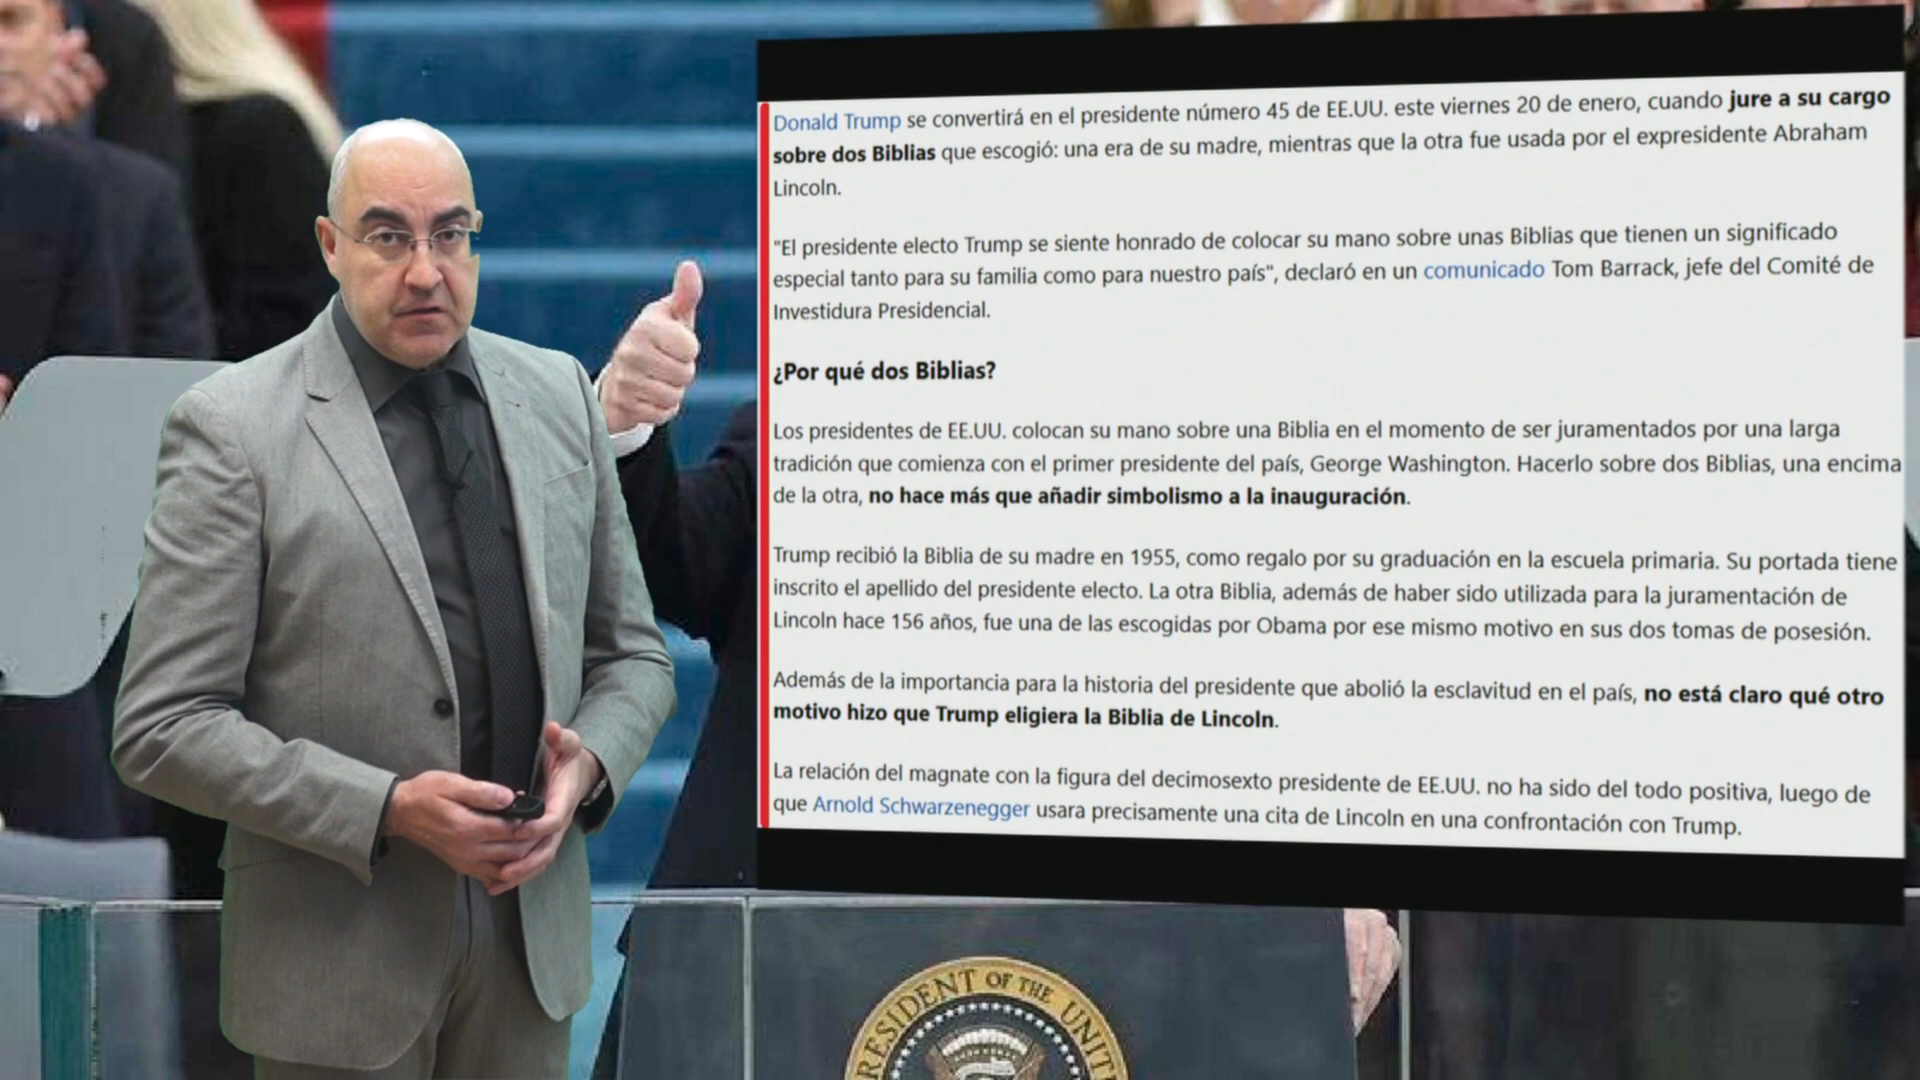 Donald Trump se convertirá en el presidente número 45 de EE.UU. este viernes 20 de enero, cuando jure a su cargo
sobre dos Biblias que escogió: una era de su madre, mientras que la otra fue usada por el expresidente Abraham
Lincoln.
"El presidente electo Trump se siente honrado de colocar su mano sobre unas Biblias que tienen un significado
especial tanto para su familia como para nuestro país", declaró en un comunicado Tom Barrack, jefe del Comité de
Investidura Presidencial.
¿Por qué dos Biblias?
Los presidentes de EE.UU. colocan su mano sobre una Biblia en el momento de ser juramentados por una larga
tradición que comienza con el primer presidente del país, George Washington. Hacerlo sobre dos Biblias, una encima
de la otra, no hace más que añadir simbolismo a la inauguración.
Trump recibió la Biblia de su madre en 1955, como regalo por su graduación en la escuela primaria. Su portada tiene
inscrito el apellido del presidente electo. La otra Biblia, además de haber sido utilizada para la juramentación de
Lincoln hace 156 años, fue una de las escogidas por Obama por ese mismo motivo en sus dos tomas de posesión.
Además de la importancia para la historia del presidente que abolió la esclavitud en el país, no está claro qué otro
motivo hizo que Trump eligiera la Biblia de Lincoln.
La relación del magnate con la figura del decimosexto presidente de EE.UU. no ha sido del todo positiva, luego de
que Arnold Schwarzenegger usara precisamente una cita de Lincoln en una confrontación con Trump.
RESIDENT OF THE UNIT